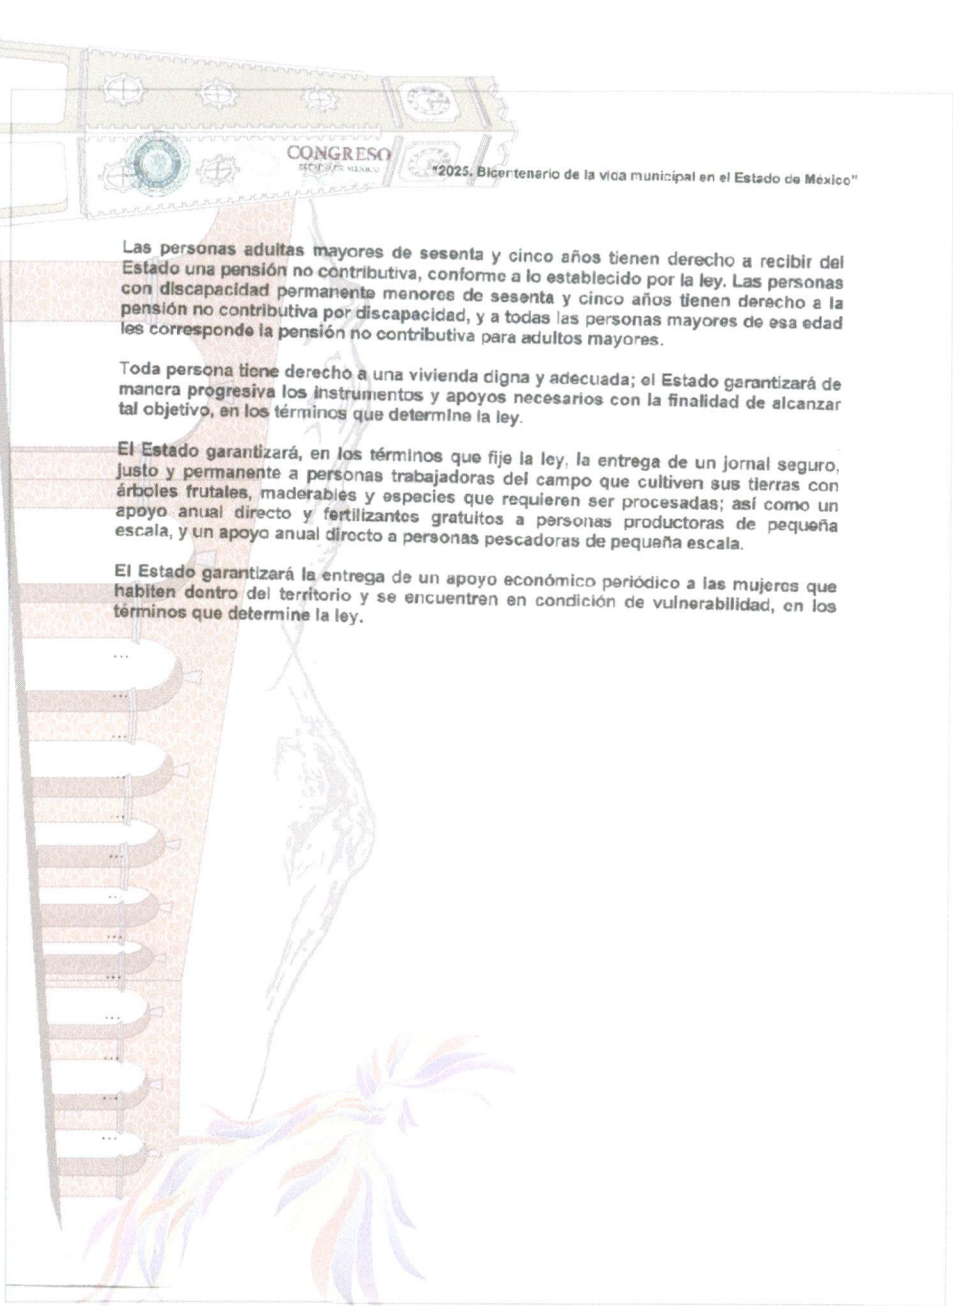 CONGRESO
ESTADO DE MÉXICO
"2025. Bicentenario de la vida municipal en el Estado de México"
Las personas adultas mayores de sesenta y cinco años tienen derecho a recibir del
Estado una pensión no contributiva, conforme a lo establecido por la ley. Las personas
con discapacidad permanente menores de sesenta y cinco años tienen derecho a la
pensión no contributiva por discapacidad, y a todas las personas mayores de esa edad
les corresponde la pensión no contributiva para adultos mayores.
Toda persona tiene derecho a una vivienda digna y adecuada; el Estado garantizará de
manera progresiva los instrumentos y apoyos necesarios con la finalidad de alcanzar
tal objetivo, en los términos que determine la ley.
El Estado garantizará, en los términos que fije la ley, la entrega de un jornal seguro,
justo y permanente a personas trabajadoras del campo que cultiven sus tierras con
árboles frutales, maderables y especies que requieren ser procesadas; así como un
apoyo anual directo y fertilizantes gratuitos a personas productoras de pequeña
escala, y un apoyo anual directo a personas pescadoras de pequeña escala.
El Estado garantizará la entrega de un apoyo económico periódico a las mujeres que
habiten dentro del territorio y se encuentren en condición de vulnerabilidad, en los
términos que determine la ley.